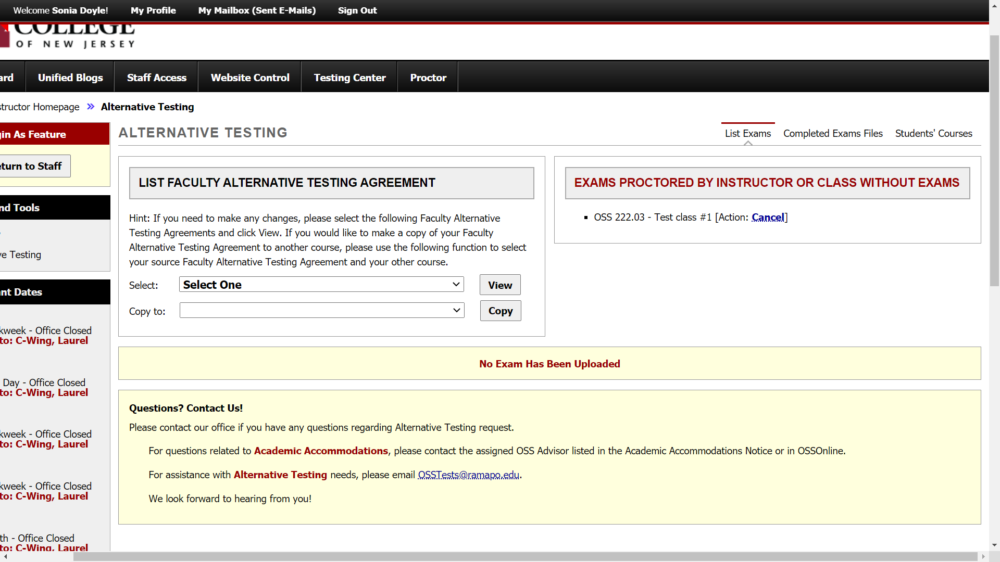 Welcome Sonia Doyle! My Profile My Mailbox (Sent E-Mails) Sign Out
COLLEGE
OF NEW JERSEY
ard Unified Blogs Staff Access Website Control Testing Center Proctor
structor Homepage » Alternative Testing
gin As Feature
eturn to Staff
nd Tools
ve Testing
nt Dates
kweek - Office Closed
to: C-Wing, Laurel
Day - Office Closed
to: C-Wing, Laurel
kweek - Office Closed
to: C-Wing, Laurel
kweek - Office Closed
to: C-Wing, Laurel
th - Office Closed
to: C-Wing, Laurel
ALTERNATIVE TESTING
List Exams Completed Exams Files Students' Courses
LIST FACULTY ALTERNATIVE TESTING AGREEMENT
Hint: If you need to make any changes, please select the following Faculty Alternative
Testing Agreements and click View. If you would like to make a copy of your Faculty
Alternative Testing Agreement to another course, please use the following function to select
your source Faculty Alternative Testing Agreement and your other course.
Select: Select One View
Copy to: Copy
EXAMS PROCTORED BY INSTRUCTOR OR CLASS WITHOUT EXAMS
OSS 222.03 - Test class #1 [Action: Cancel]
No Exam Has Been Uploaded
Questions? Contact Us!
Please contact our office if you have any questions regarding Alternative Testing request.
For questions related to Academic Accommodations, please contact the assigned OSS Advisor listed in the Academic Accommodations Notice or in OSSOnline.
For assistance with Alternative Testing needs, please email OSSTests@ramapo.edu.
We look forward to hearing from you!